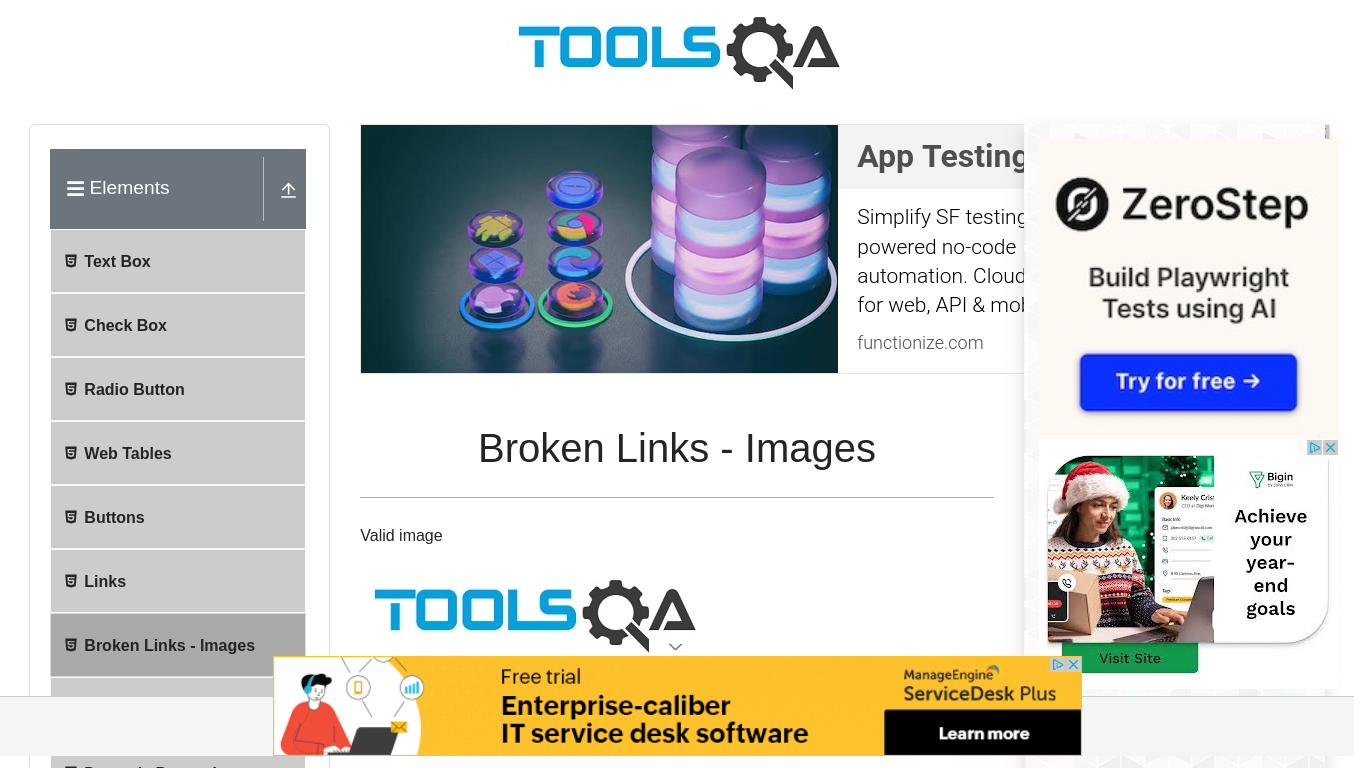 TOOLSQA
Elements
Text Box
Check Box
Radio Button
Web Tables
Buttons
Links
Broken Links - Images
App Testing
Simplify SF testing
powered no-code
automation. Cloud
for web, API & mob
functionize.com
Broken Links - Images
Valid image
TOOLSQA
ZeroStep
Build Playwright
Tests using AI
Try for free →
Bigin
Achieve
your
year-
end
goals
Visit Site
Free trial
Enterprise-caliber
IT service desk software
ManageEngine
ServiceDesk Plus
Learn more